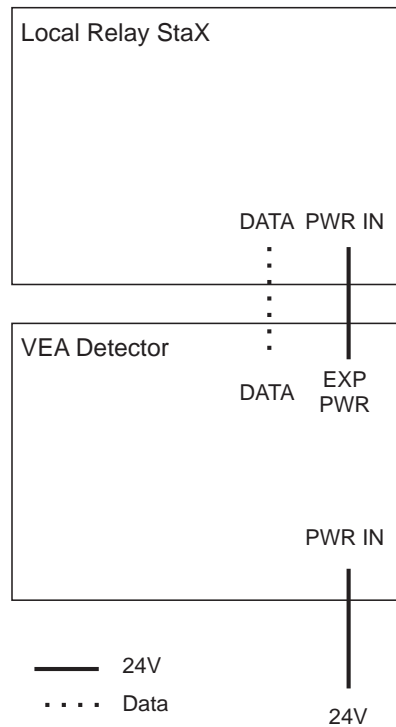 Local Relay StaX
DATA PWR IN
VEA Detector
DATA
EXP
PWR
PWR IN
24V
Data
24V